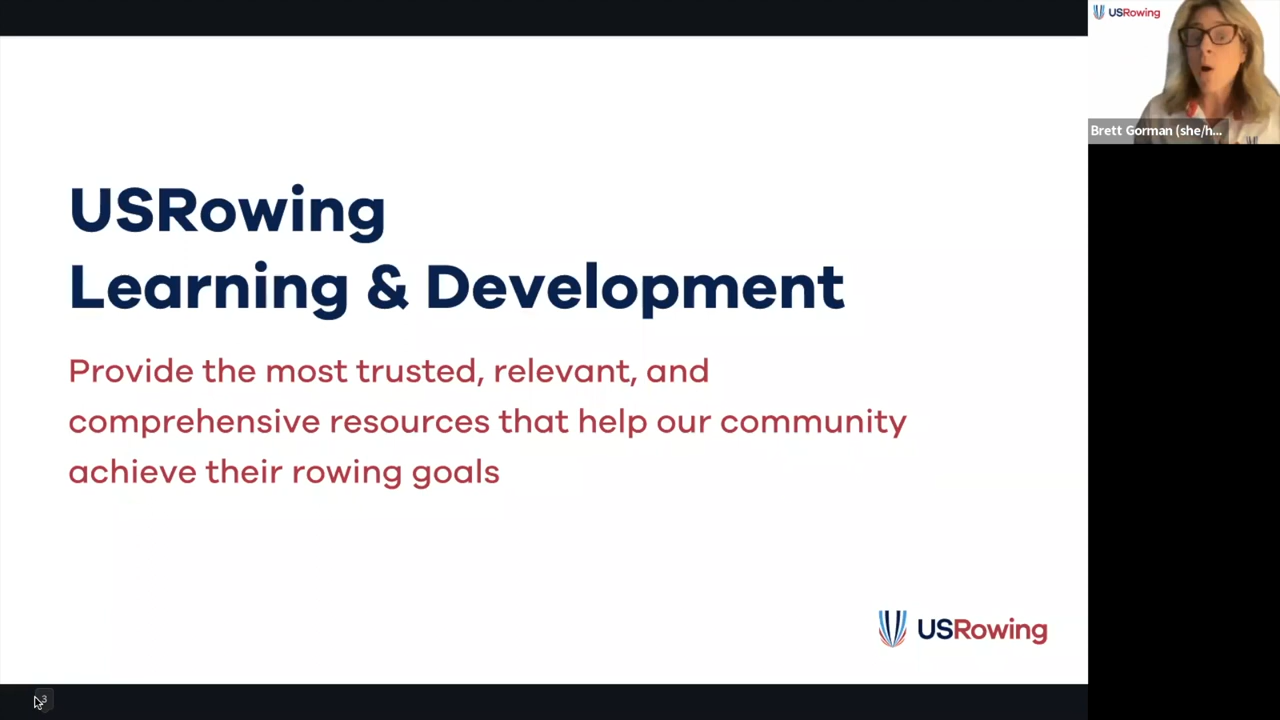 USRowing
Learning & Development
Provide the most trusted, relevant, and
comprehensive resources that help our community
achieve their rowing goals
USRowing
USRowing
Brett Gorman (she/h...
3